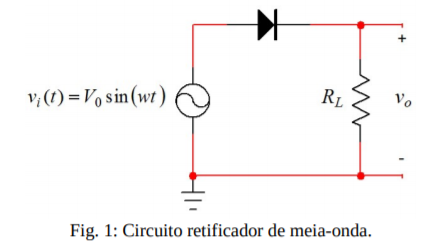 +
v_i(t) = V_0 sin(wt) R_L v_o
-
Fig. 1: Circuito retificador de meia-onda.